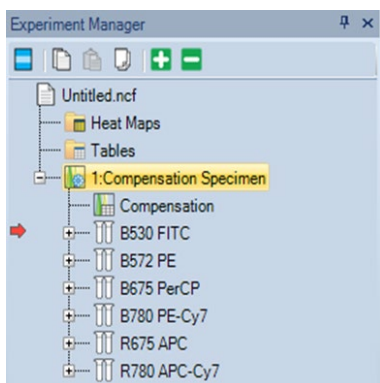 Experiment Manager
Untitled.ncf
Heat Maps
Tables
1:Compensation Specimen
Compensation
B530 FITC
B572 PE
B675 PerCP
B780 PE-Cy7
R675 APC
R780 APC-Cy7